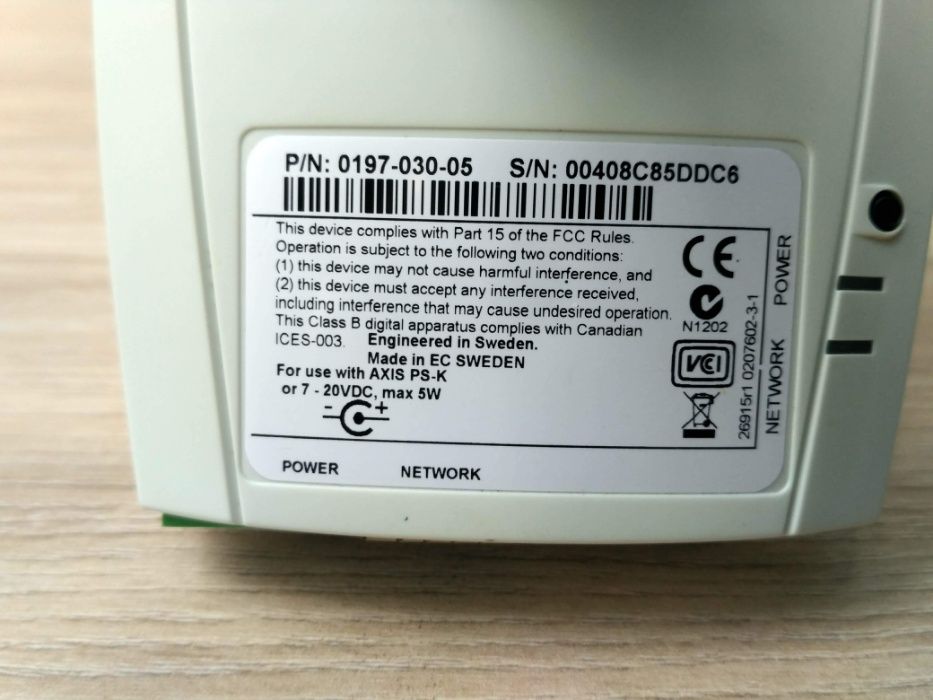 P/N: 0197-030-05 S/N: 00408C85DDC6
This device complies with Part 15 of the FCC Rules.
Operation is subject to the following two conditions:
(1) this device may not cause harmful interference, and
(2) this device must accept any interference received,
including interference that may cause undesired operation.
This Class B digital apparatus complies with Canadian
ICES-003. Engineered in Sweden.
Made in EC SWEDEN
For use with AXIS PS-K
or 7 - 20VDC, max 5W
- +
POWER NETWORK
CE
N1202
VCI
26915r1 0207602-3-1
NETWORK POWER